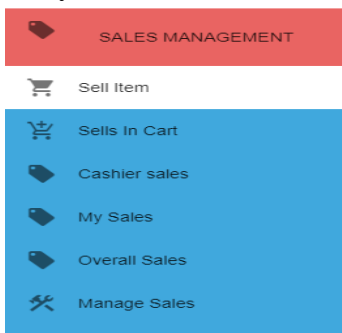 SALES MANAGEMENT
Sell Item
Sells In Cart
Cashier sales
My Sales
Overall Sales
Manage Sales